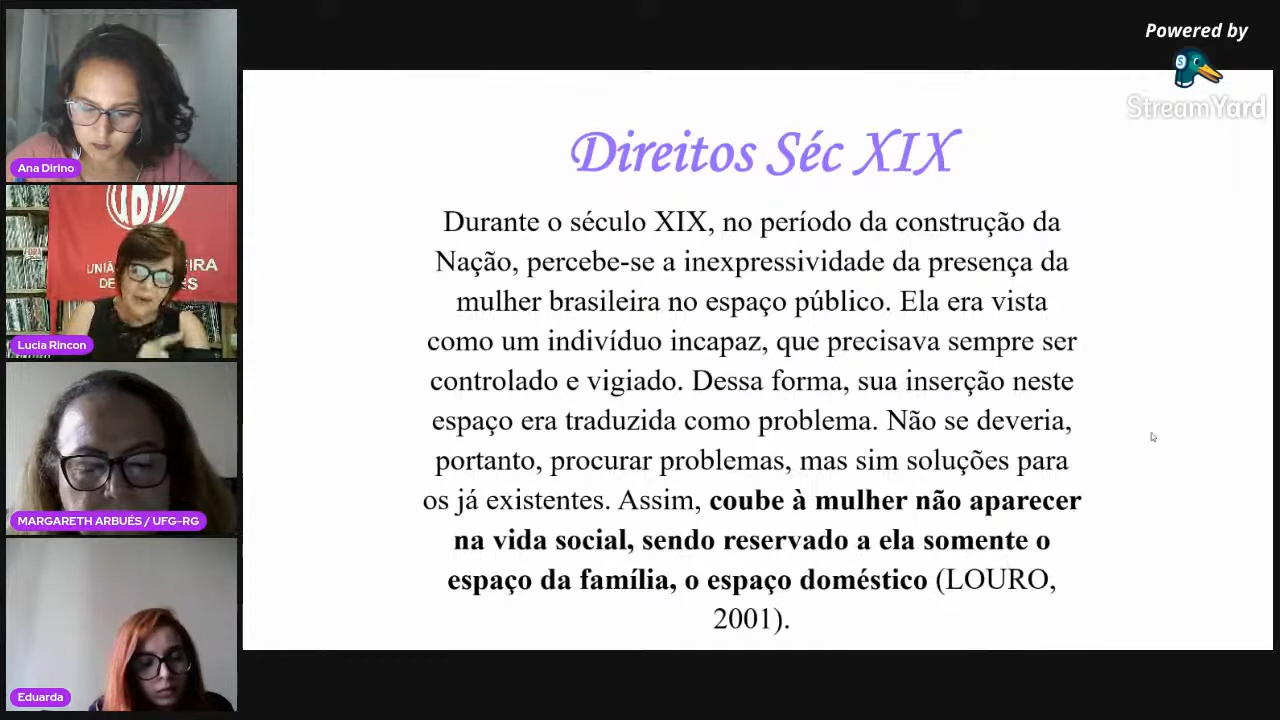 Powered by
StreamYard
Ana Dirino
UBM
UNIÃO
DE
Lucia Rincon
MARGARETH ARBUÉS / UFG-RG
Eduarda
Direitos Séc XIX
Durante o século XIX, no período da construção da
Nação, percebe-se a inexpressividade da presença da
mulher brasileira no espaço público. Ela era vista
como um indivíduo incapaz, que precisava sempre ser
controlado e vigiado. Dessa forma, sua inserção neste
espaço era traduzida como problema. Não se deveria,
portanto, procurar problemas, mas sim soluções para
os já existentes. Assim, coube à mulher não aparecer
na vida social, sendo reservado a ela somente o
espaço da família, o espaço doméstico (LOURO,
2001).